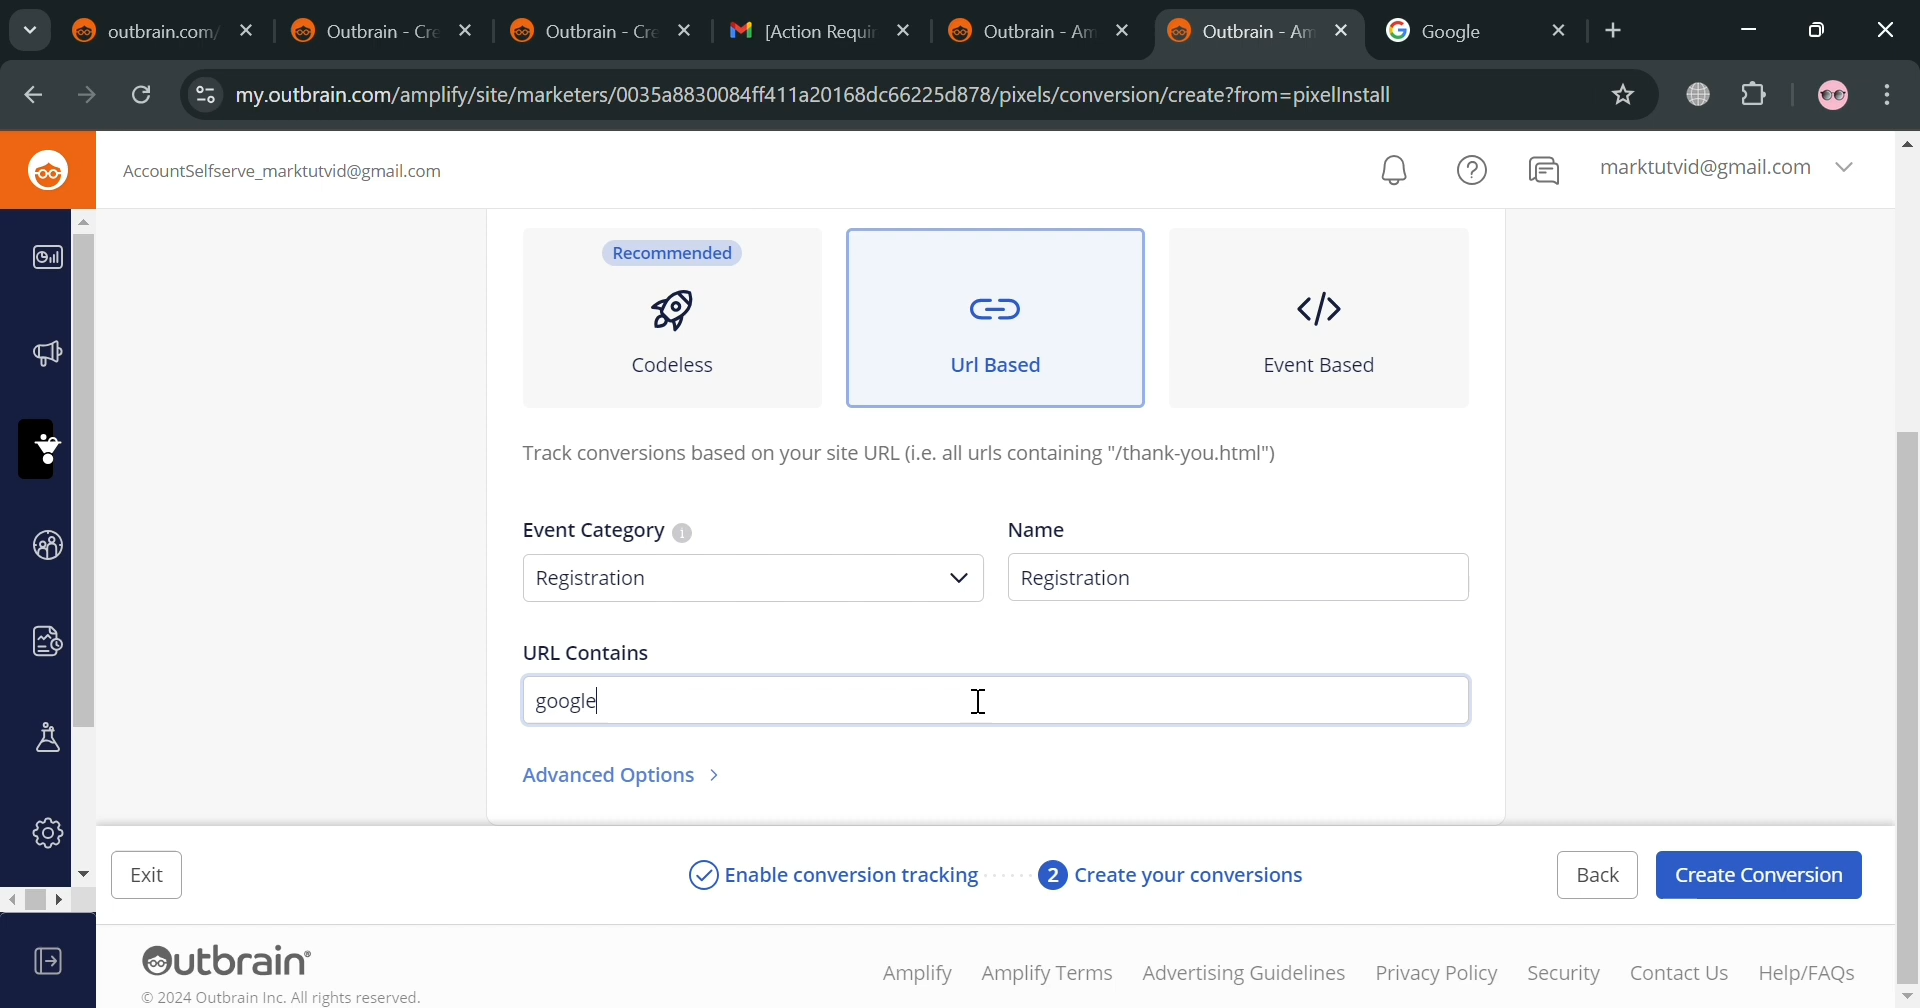 outbrain.com/
Outbrain - Cre
Outbrain - Cre
[Action Requir
Outbrain - Am
Outbrain - Am
Google
my.outbrain.com/amplify/site/marketers/0035a8830084ff411a20168dc66225d878/pixels/conversion/create?from=pixelInstall
AccountSelfserve_marktutvid@gmail.com
marktutvid@gmail.com
Recommended
Codeless
Url Based
Event Based
Track conversions based on your site URL (i.e. all urls containing "/thank-you.html")
Event Category
Name
Registration
Registration
URL Contains
google
Advanced Options
Exit
Enable conversion tracking
2 Create your conversions
Back
Create Conversion
Outbrain®
Amplify
Amplify Terms
Advertising Guidelines
Privacy Policy
Security
Contact Us
Help/FAQs
© 2024 Outbrain Inc. All rights reserved.